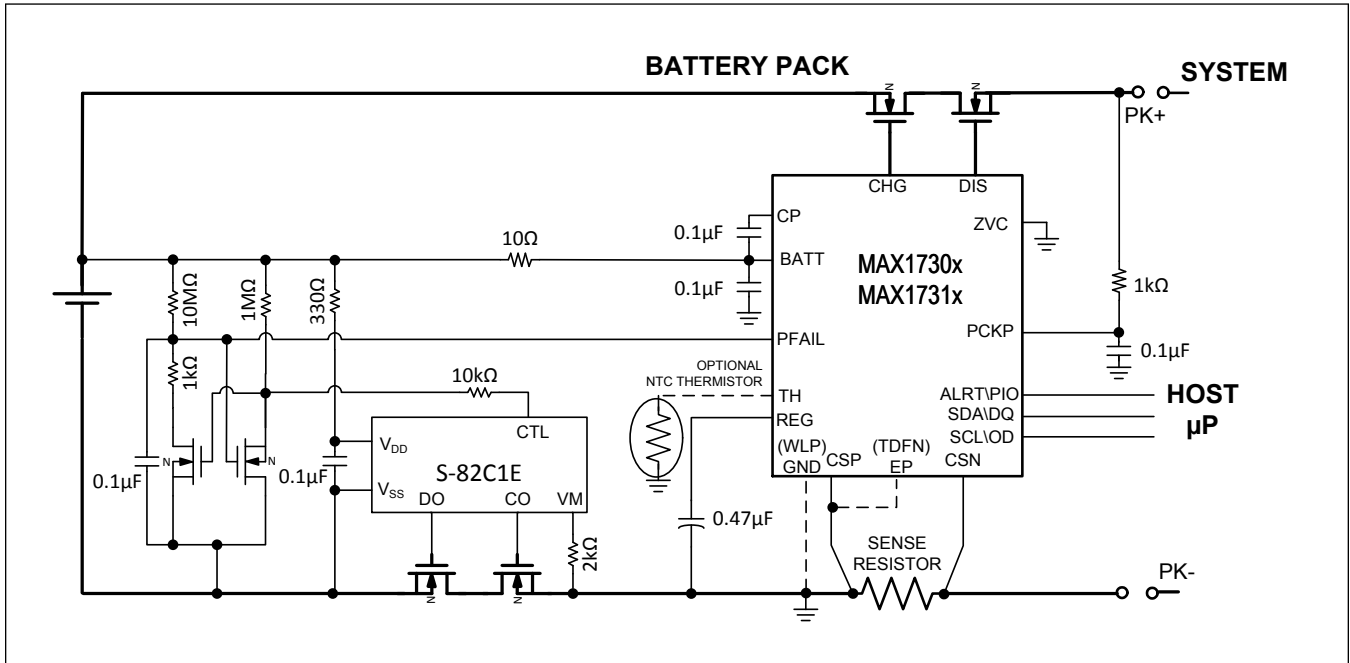 BATTERY PACK
SYSTEM
N
N
PK+
CHG
DIS
CP
ZVC
0.1µF
10Ω
BATT
MAX1730x
MAX1731x
0.1µF
10MΩ
1MΩ
330Ω
1kΩ
PCKP
PFAIL
0.1µF
1kΩ
OPTIONAL
NTC THERMISTOR
10kΩ
TH
ALRT\PIO
HOST
µP
REG
SDA\DQ
SCL\OD
CTL
(WLP)
GND
CSP
(TDFN)
EP
CSN
VDD
S-82C1E
N
N
0.1µF
0.1µF
VSS
DO
CO
VM
0.47µF
2kΩ
SENSE
RESISTOR
PK-
N
N